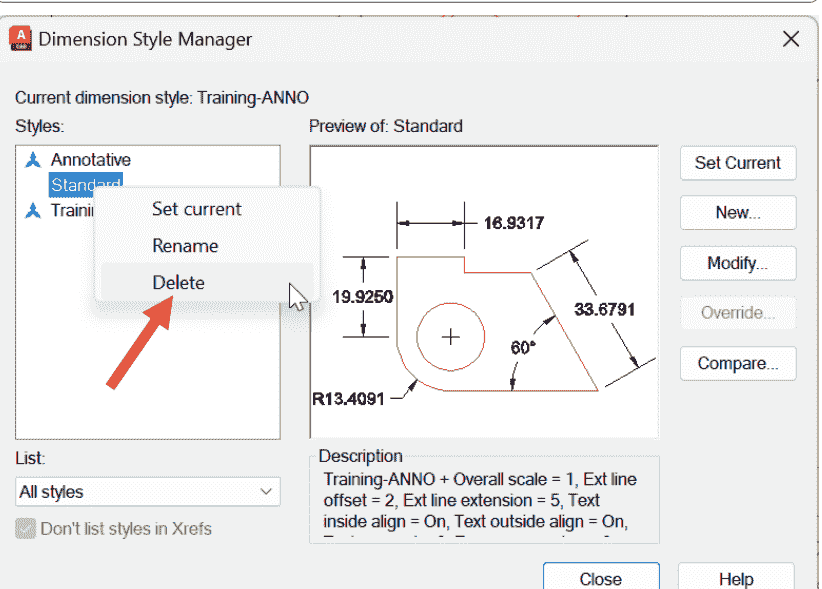 Dimension Style Manager
Current dimension style: Training-ANNO
Styles:
Preview of: Standard
Annotative
Standard
Set current
Rename
Delete
16.9317
19.9250
33.6791
60°
R13.4091
Set Current
New...
Modify...
Override...
Compare...
List:
All styles
Don't list styles in Xrefs
Description
Training-ANNO + Overall scale = 1, Ext line
offset = 2, Ext line extension = 5, Text
inside align = On, Text outside align = On,
Close
Help